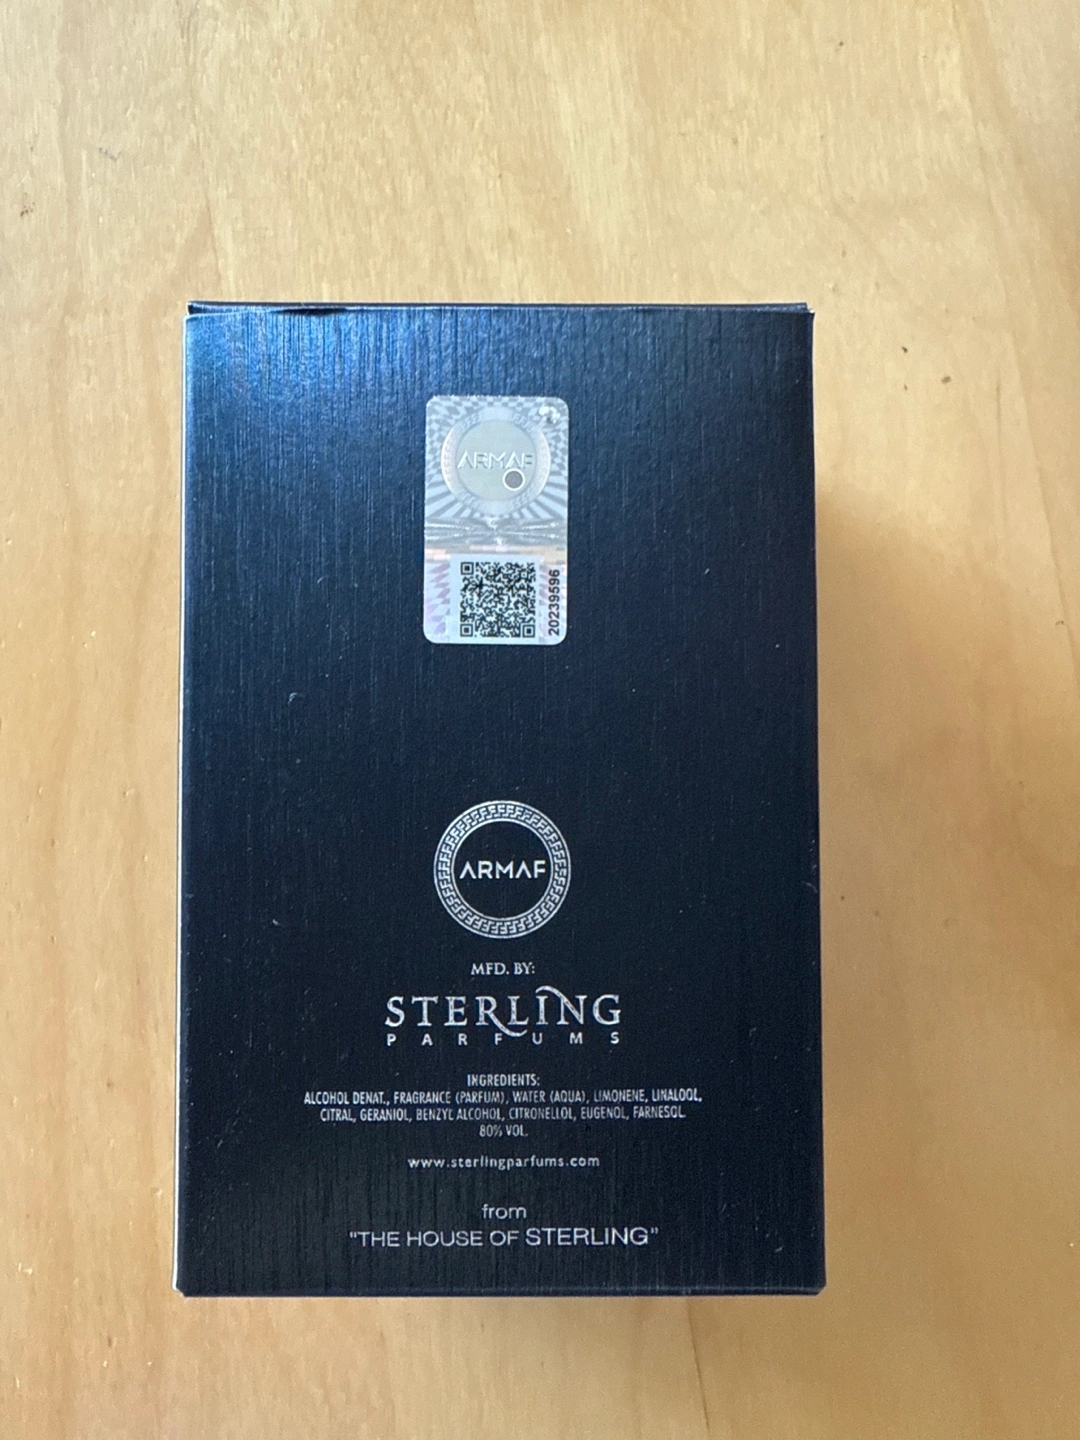 ARMAF
20239596
ARMAF
MFD. BY:
STERLING
PARFUMS
INGREDIENTS:
ALCOHOL DENAT., FRAGRANCE (PARFUM), WATER (AQUA), LIMONENE, LINALOOL,
CITRAL, GERANIOL, BENZYL ALCOHOL, CITRONELLOL, EUGENOL, FARNESOL
80% VOL.
www.sterlingparfums.com
from
"THE HOUSE OF STERLING"